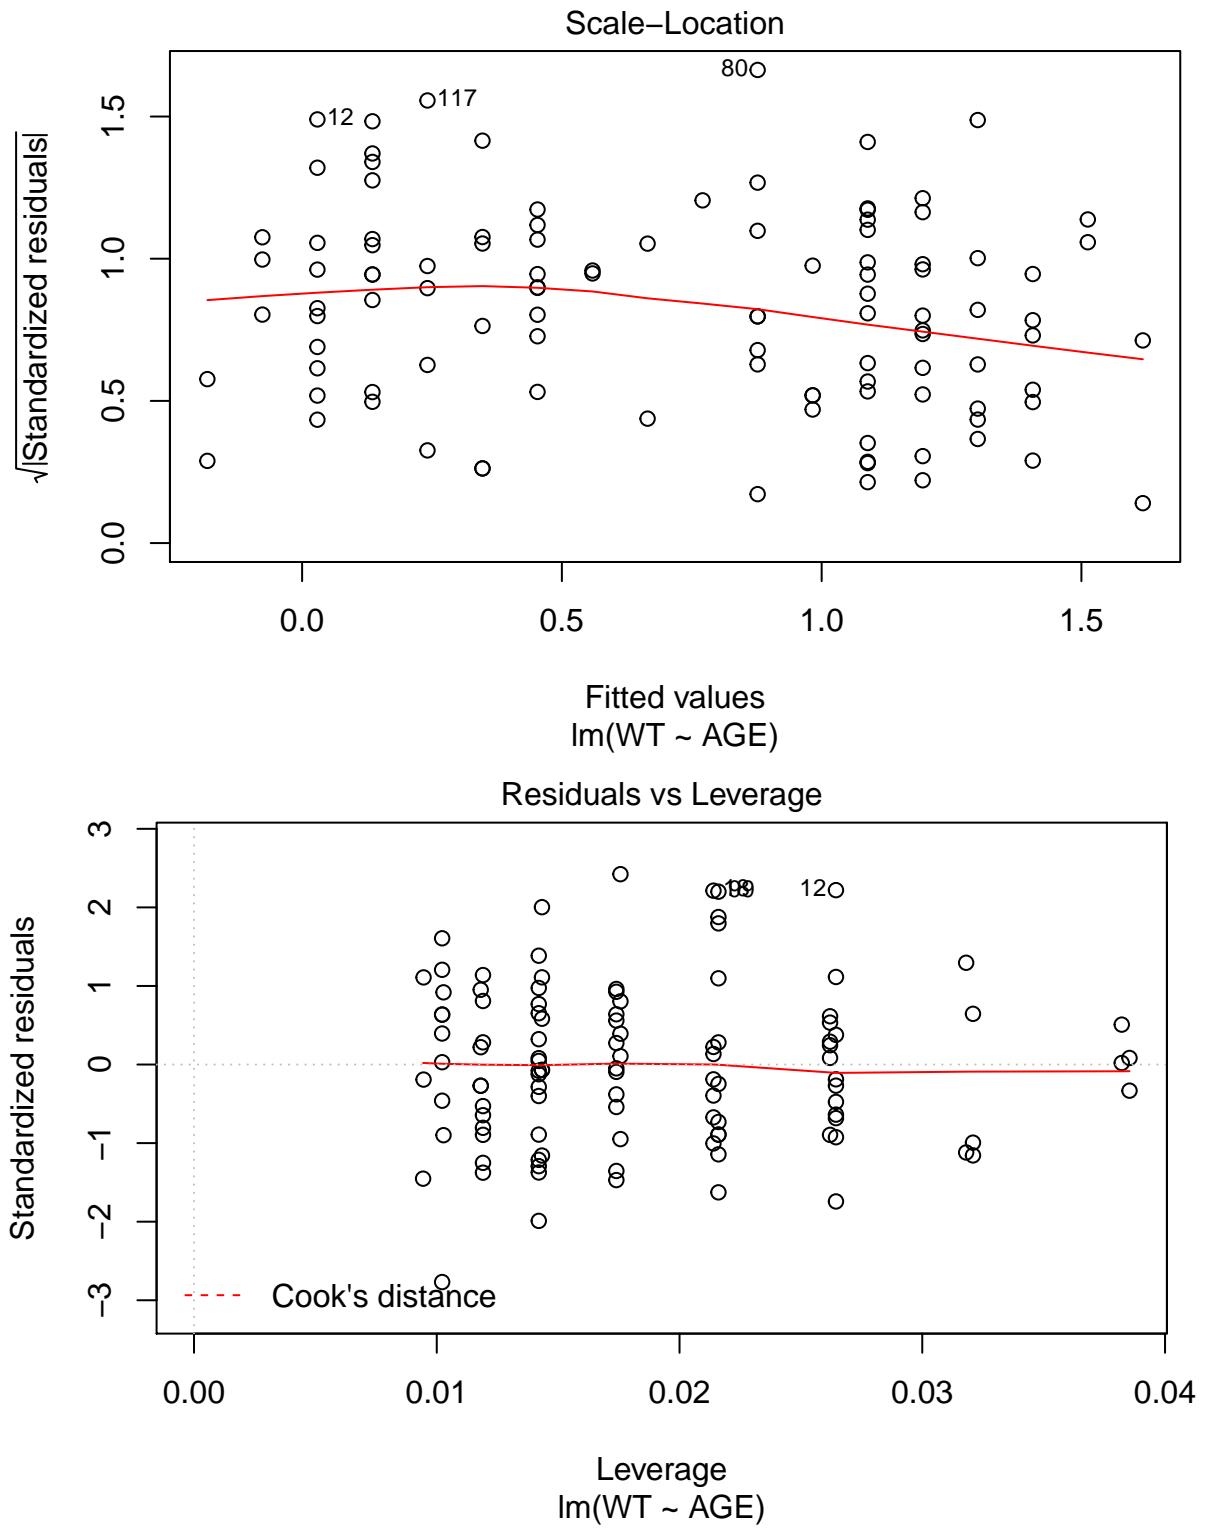 Scale−Location
80
117
12
√|Standardized residuals|
0.0
0.5
1.0
1.5
0.0 0.5 1.0 1.5
Fitted values
lm(WT ~ AGE)
Residuals vs Leverage
12
Standardized residuals
3
2
1
0
−1
−2
−3
Cook's distance
0.00 0.01 0.02 0.03 0.04
Leverage
lm(WT ~ AGE)